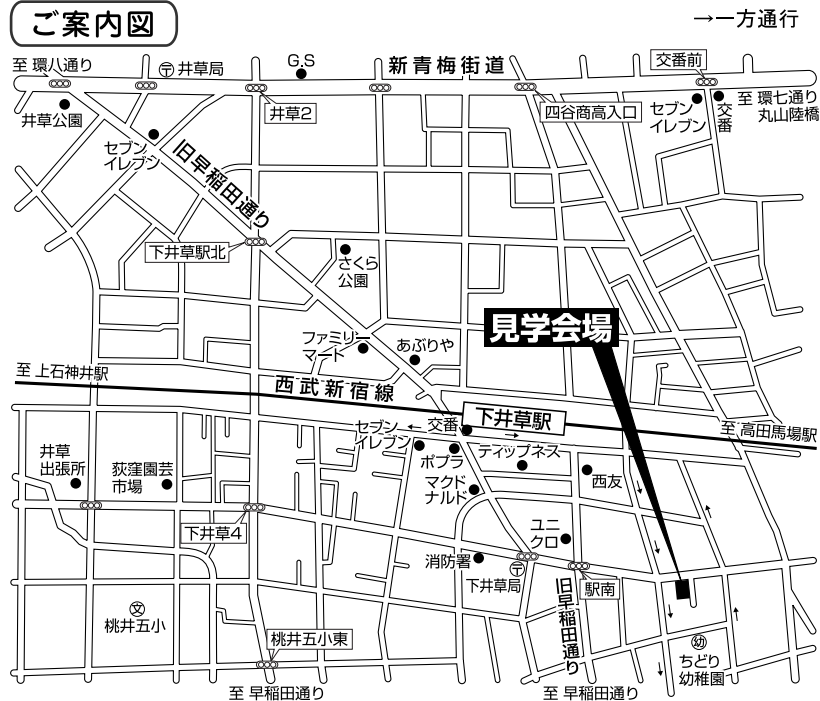 ご案内図
→一方通行
至 環八通り
〒井草局
G.S
新青梅街道
交番前
井草公園
井草2
四谷商高入口
セブン
イレブン
交番
至 環七通り
丸山陸橋
セブン
イレブン
旧早稲田通り
下井草駅北
さくら
公園
見学会場
ファミリー
マート
あぶりや
至 上石神井駅
西武新宿線
下井草駅
至 高田馬場駅
交番
セブン
イレブン
ポプラ
ティップネス
井草
出張所
荻窪園芸
市場
マクド
ナルド
西友
下井草4
ユニ
クロ
消防署
〒
下井草局
駅南
旧早稲田通り
文
桃井五小
桃井五小東
幼
ちどり
幼稚園
至 早稲田通り
至 早稲田通り